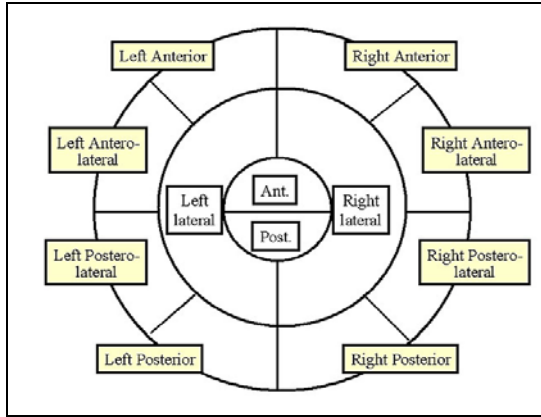 Left Anterior
Right Anterior
Left Antero-
lateral
Right Antero-
lateral
Left
lateral
Ant.
Right
lateral
Post.
Left Postero-
lateral
Right Postero-
lateral
Left Posterior
Right Posterior